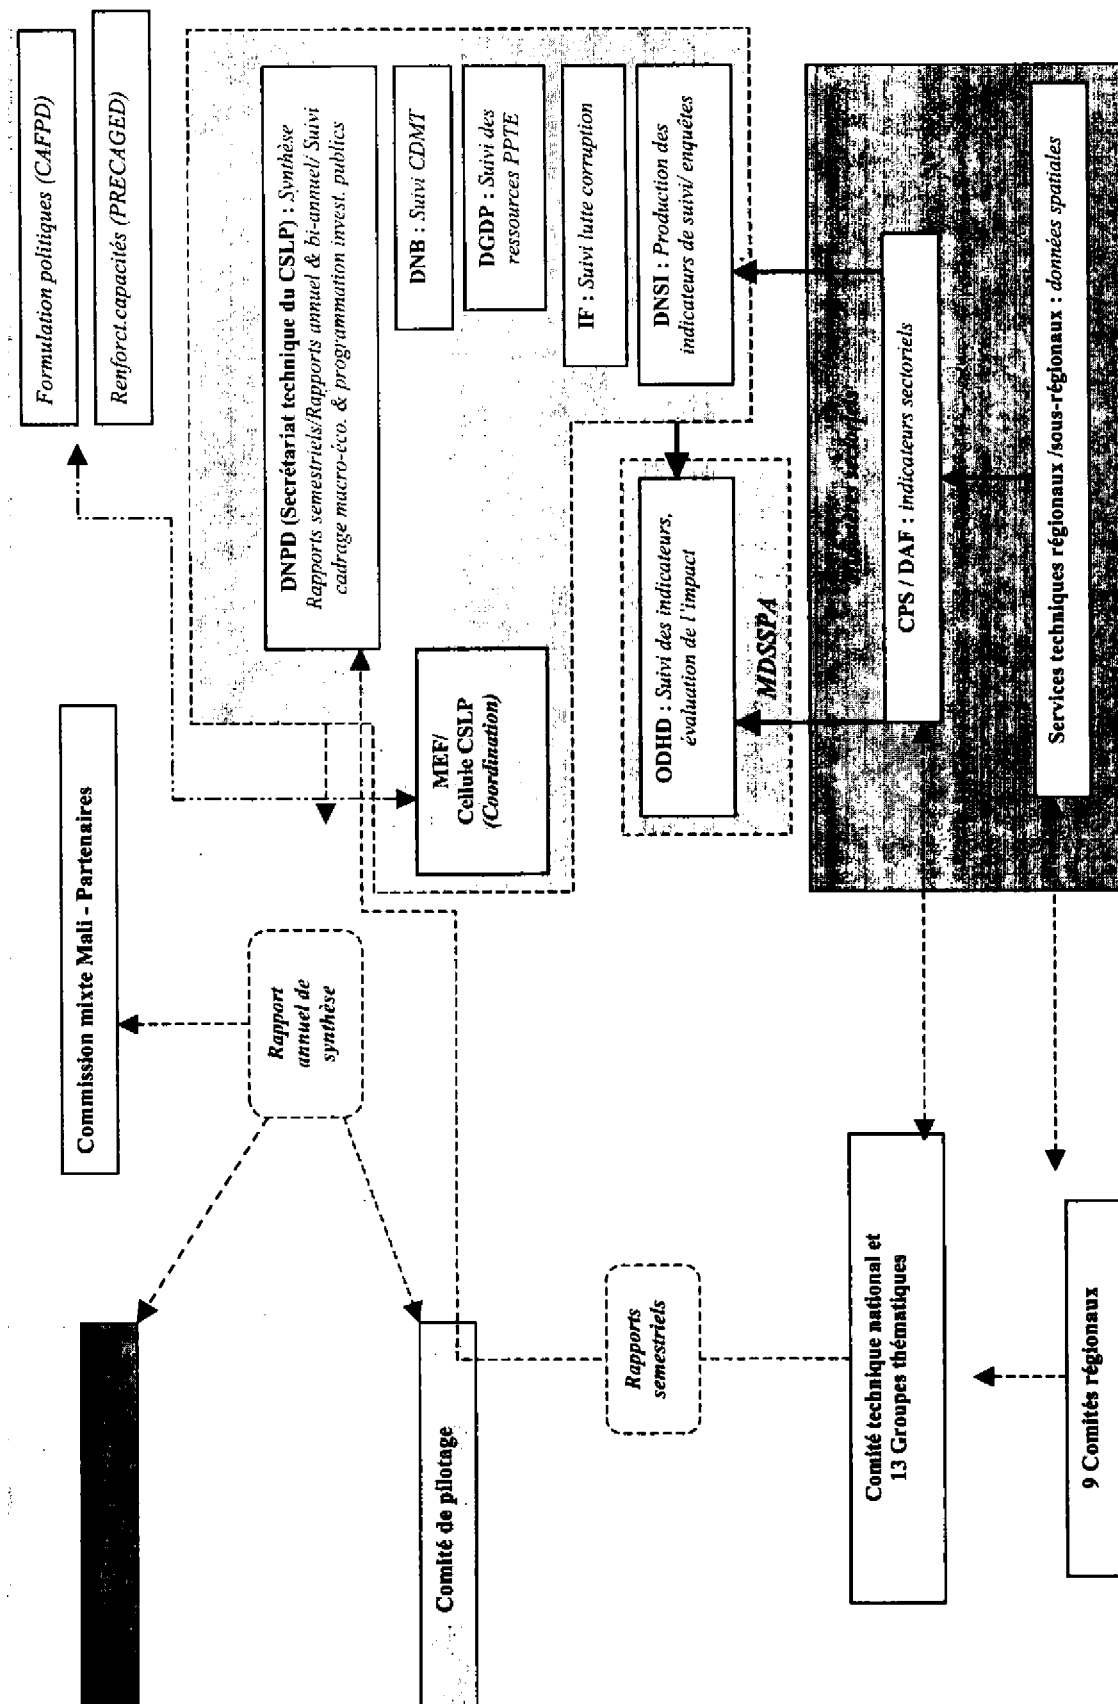 Formulation politiques (CAFPD)
Renforct.capacités (PRECAGED)
Commission mixte Mali - Partenaires
Rapport
annuel de
synthèse
Comité de pilotage
DNPD (Secrétariat technique du CSLP) : Synthèse
Rapports semestriels/Rapports annuel & bi-annuel/ Suivi
cadrage macro-éco. & programmation invest. publics
MEF/
Cellule CSLP
(Coordination)
DNB : Suivi CDMT
DGDP : Suivi des
ressources PPTE
IF : Suivi lute corruption
DNSI : Production des
indicateurs de suivi/ enquêtes
Rapports
semestriels
ODHD : Suivi des indicateurs,
évaluation de l'impact
MDSSPA
Comité technique national et
13 Groupes thématiques
CPS / DAF : indicateurs sectoriels
9 Comités régionaux
Services techniques régionaux /sous-régionaux : données spatiales